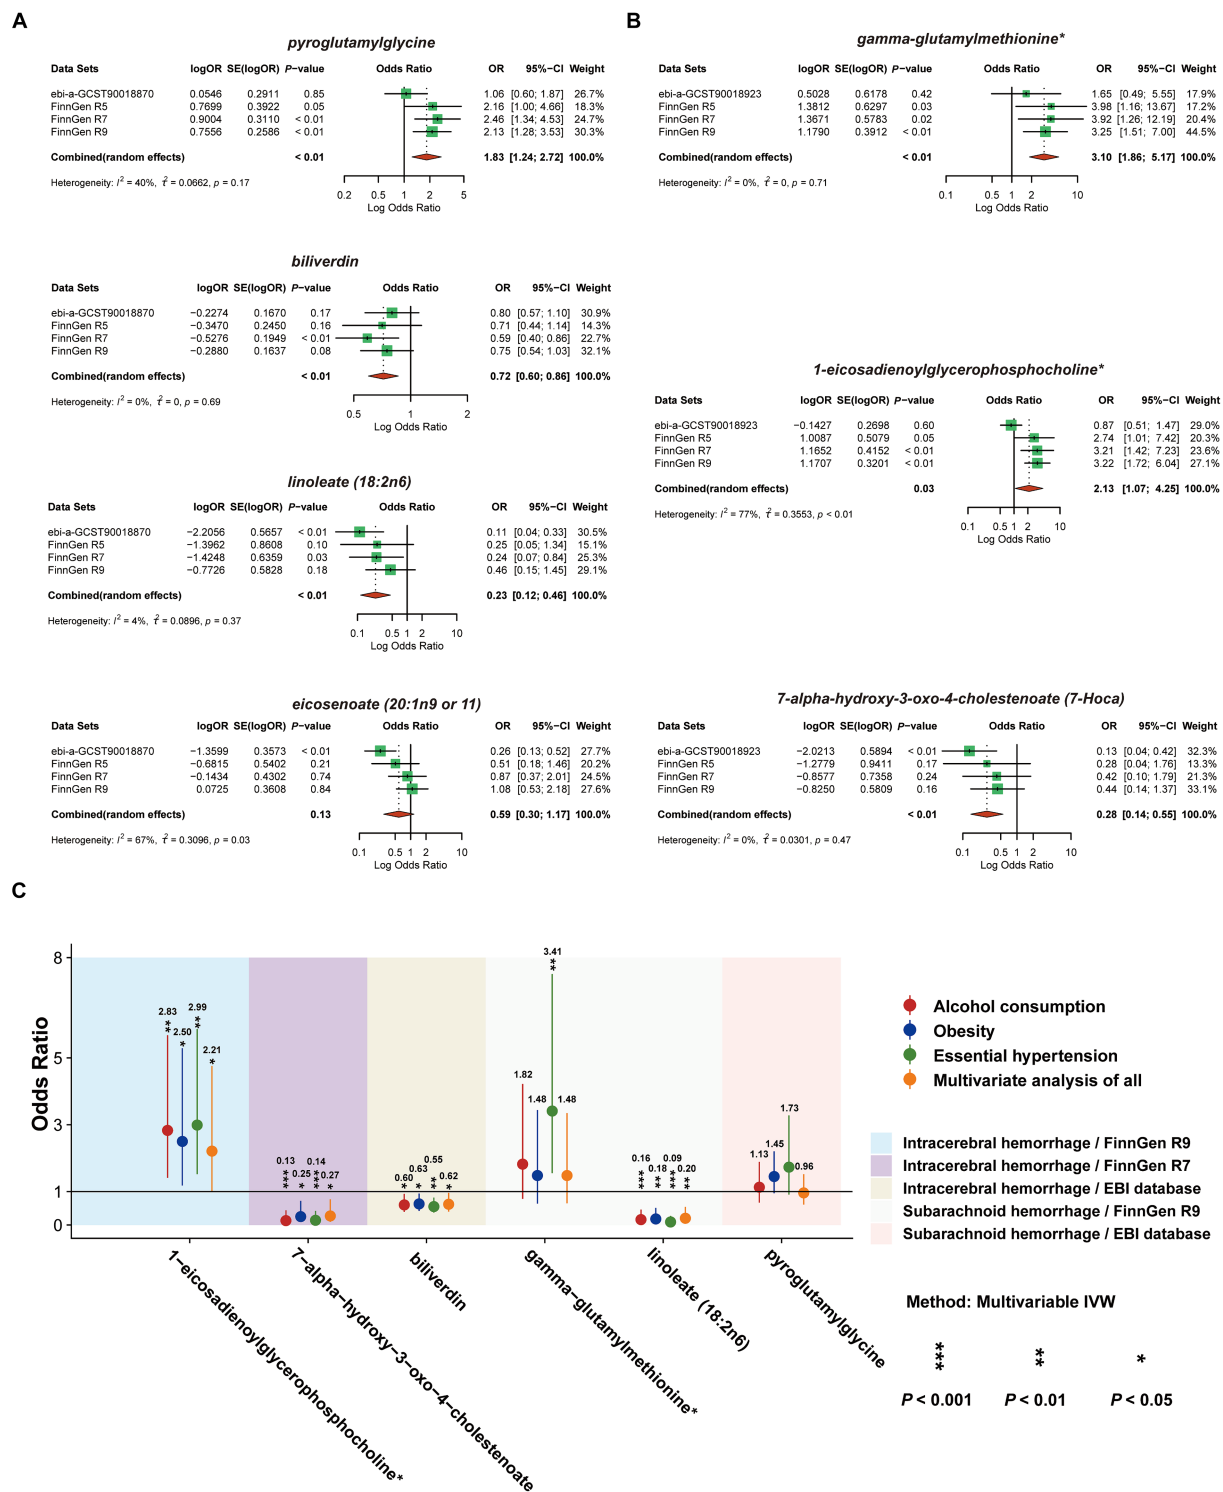 A
pyroglutamylglycine
Data Sets logOR SE(logOR) P−value Odds Ratio OR 95%−CI Weight
ebi-a-GCST90018870 0.0546 0.2911 0.85 1.06 [0.60; 1.87] 26.7%
FinnGen R5 0.7699 0.3922 0.05 2.16 [1.00; 4.66] 18.3%
FinnGen R7 0.9004 0.3110 < 0.01 2.46 [1.34; 4.53] 24.7%
FinnGen R9 0.7556 0.2586 < 0.01 2.13 [1.28; 3.53] 30.3%
Combined(random effects) < 0.01 1.83 [1.24; 2.72] 100.0%
Heterogeneity: I² = 40%, τ² = 0.0662, p = 0.17
0.2 0.5 1 2 5
Log Odds Ratio
biliverdin
Data Sets logOR SE(logOR) P−value Odds Ratio OR 95%−CI Weight
ebi-a-GCST90018870 −0.2274 0.1670 0.17 0.80 [0.57; 1.10] 30.9%
FinnGen R5 −0.3470 0.2450 0.16 0.71 [0.44; 1.14] 14.3%
FinnGen R7 −0.5276 0.1949 < 0.01 0.59 [0.40; 0.86] 22.7%
FinnGen R9 −0.2880 0.1637 0.08 0.75 [0.54; 1.03] 32.1%
Combined(random effects) < 0.01 0.72 [0.60; 0.86] 100.0%
Heterogeneity: I² = 0%, τ² = 0, p = 0.69
0.5 1 2
Log Odds Ratio
linoleate (18:2n6)
Data Sets logOR SE(logOR) P−value Odds Ratio OR 95%−CI Weight
ebi-a-GCST90018870 −2.2056 0.5657 < 0.01 0.11 [0.04; 0.33] 30.5%
FinnGen R5 −1.3962 0.8608 0.10 0.25 [0.05; 1.34] 15.1%
FinnGen R7 −1.4248 0.6359 0.03 0.24 [0.07; 0.84] 25.3%
FinnGen R9 −0.7726 0.5828 0.18 0.46 [0.15; 1.45] 29.1%
Combined(random effects) < 0.01 0.23 [0.12; 0.46] 100.0%
Heterogeneity: I² = 4%, τ² = 0.0896, p = 0.37
0.1 0.5 1 2 10
Log Odds Ratio
eicosenoate (20:1n9 or 11)
Data Sets logOR SE(logOR) P−value Odds Ratio OR 95%−CI Weight
ebi-a-GCST90018870 −1.3599 0.3573 < 0.01 0.26 [0.13; 0.52] 27.7%
FinnGen R5 −0.6815 0.5402 0.21 0.51 [0.18; 1.46] 20.2%
FinnGen R7 −0.1434 0.4302 0.74 0.87 [0.37; 2.01] 24.5%
FinnGen R9 0.0725 0.3608 0.84 1.08 [0.53; 2.18] 27.6%
Combined(random effects) 0.13 0.59 [0.30; 1.17] 100.0%
Heterogeneity: I² = 67%, τ² = 0.3096, p = 0.03
0.1 0.5 1 2 10
Log Odds Ratio
B
gamma-glutamylmethionine*
Data Sets logOR SE(logOR) P−value Odds Ratio OR 95%−CI Weight
ebi-a-GCST90018923 0.5028 0.6178 0.42 1.65 [0.49; 5.55] 17.9%
FinnGen R5 1.3812 0.6297 0.03 3.98 [1.16; 13.67] 17.2%
FinnGen R7 1.3671 0.5783 0.02 3.92 [1.26; 12.19] 20.4%
FinnGen R9 1.1790 0.3912 < 0.01 3.25 [1.51; 7.00] 44.5%
Combined(random effects) < 0.01 3.10 [1.86; 5.17] 100.0%
Heterogeneity: I² = 0%, τ² = 0, p = 0.71
0.1 0.5 1 2 10
Log Odds Ratio
1-eicosadienoylglycerophosphocholine*
Data Sets logOR SE(logOR) P−value Odds Ratio OR 95%−CI Weight
ebi-a-GCST90018923 −0.1427 0.2698 0.60 0.87 [0.51; 1.47] 29.0%
FinnGen R5 1.0087 0.5079 0.05 2.74 [1.01; 7.42] 20.3%
FinnGen R7 1.1652 0.4152 < 0.01 3.21 [1.42; 7.23] 23.6%
FinnGen R9 1.1707 0.3201 < 0.01 3.22 [1.72; 6.04] 27.1%
Combined(random effects) 0.03 2.13 [1.07; 4.25] 100.0%
Heterogeneity: I² = 77%, τ² = 0.3553, p < 0.01
0.1 0.5 1 2 10
Log Odds Ratio
7-alpha-hydroxy-3-oxo-4-cholestenoate (7-Hoca)
Data Sets logOR SE(logOR) P−value Odds Ratio OR 95%−CI Weight
ebi-a-GCST90018923 −2.0213 0.5894 < 0.01 0.13 [0.04; 0.42] 32.3%
FinnGen R5 −1.2779 0.9411 0.17 0.28 [0.04; 1.76] 13.3%
FinnGen R7 −0.8577 0.7358 0.24 0.42 [0.10; 1.79] 21.3%
FinnGen R9 −0.8250 0.5809 0.16 0.44 [0.14; 1.37] 33.1%
Combined(random effects) < 0.01 0.28 [0.14; 0.55] 100.0%
Heterogeneity: I² = 0%, τ² = 0.0301, p = 0.47
0.1 0.5 1 2 10
Log Odds Ratio
C
Odds Ratio
8
5
3
1
0
2.83 **
2.50 *
2.99 **
2.21 *
0.13 ***
0.25 *
0.14 ***
0.27 *
0.60 *
0.63 *
0.55 **
0.62 *
1.82
1.48
3.41 **
1.48
0.16 ***
0.18 **
0.09 ***
0.20 **
1.13
1.45
1.73
0.96
1−eicosadienoylglycerophosphocholine*
7−alpha−hydroxy−3−oxo−4−cholestenoate
biliverdin
gamma−glutamylmethionine*
linoleate (18:2n6)
pyroglutamylglycine
Alcohol consumption
Obesity
Essential hypertension
Multivariate analysis of all
Intracerebral hemorrhage / FinnGen R9
Intracerebral hemorrhage / FinnGen R7
Intracerebral hemorrhage / EBI database
Subarachnoid hemorrhage / FinnGen R9
Subarachnoid hemorrhage / EBI database
Method: Multivariable IVW
*** ** *
P < 0.001 P < 0.01 P < 0.05